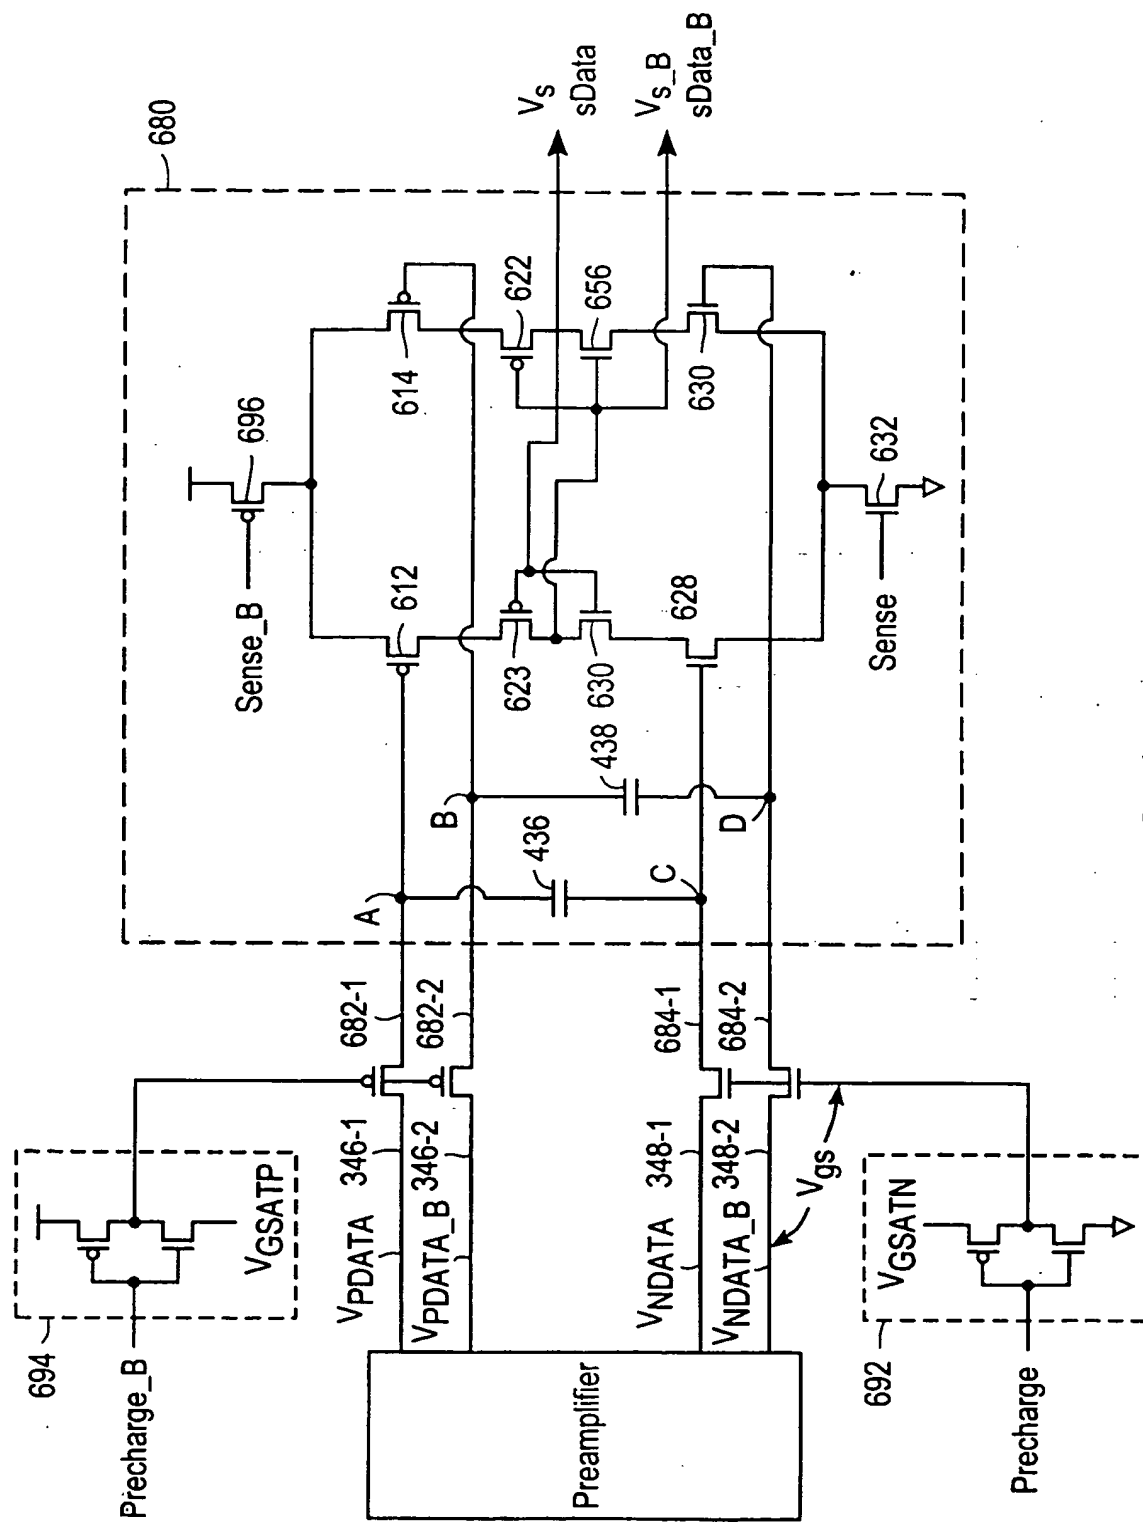 680
Vs
sData
Vs_B
sData_B
696
Sense_B
612
614
622
623
656
630
630
628
632
Sense
438
436
A
B
C
D
682-1
682-2
684-1
684-2
346-1
346-2
348-1
348-2
VPDATA
VPDATA_B
VNDATA
VNDATA_B
Vgs
VGSATP
694
Precharge_B
VGSATN
692
Precharge
Preamplifier